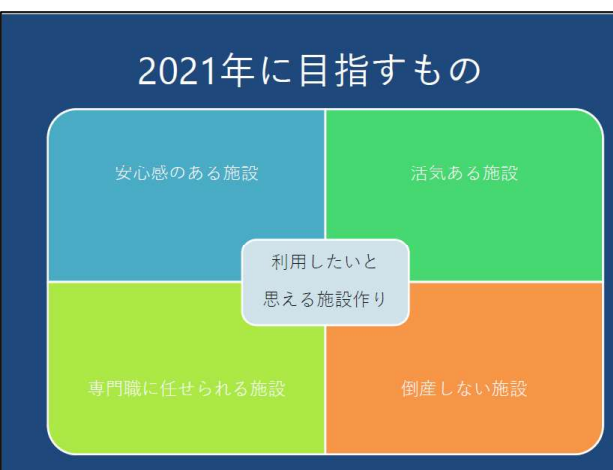 2021年に目指すもの
安心感のある施設
活気ある施設
利用したいと
思える施設作り
専門職に任せられる施設
倒産しない施設